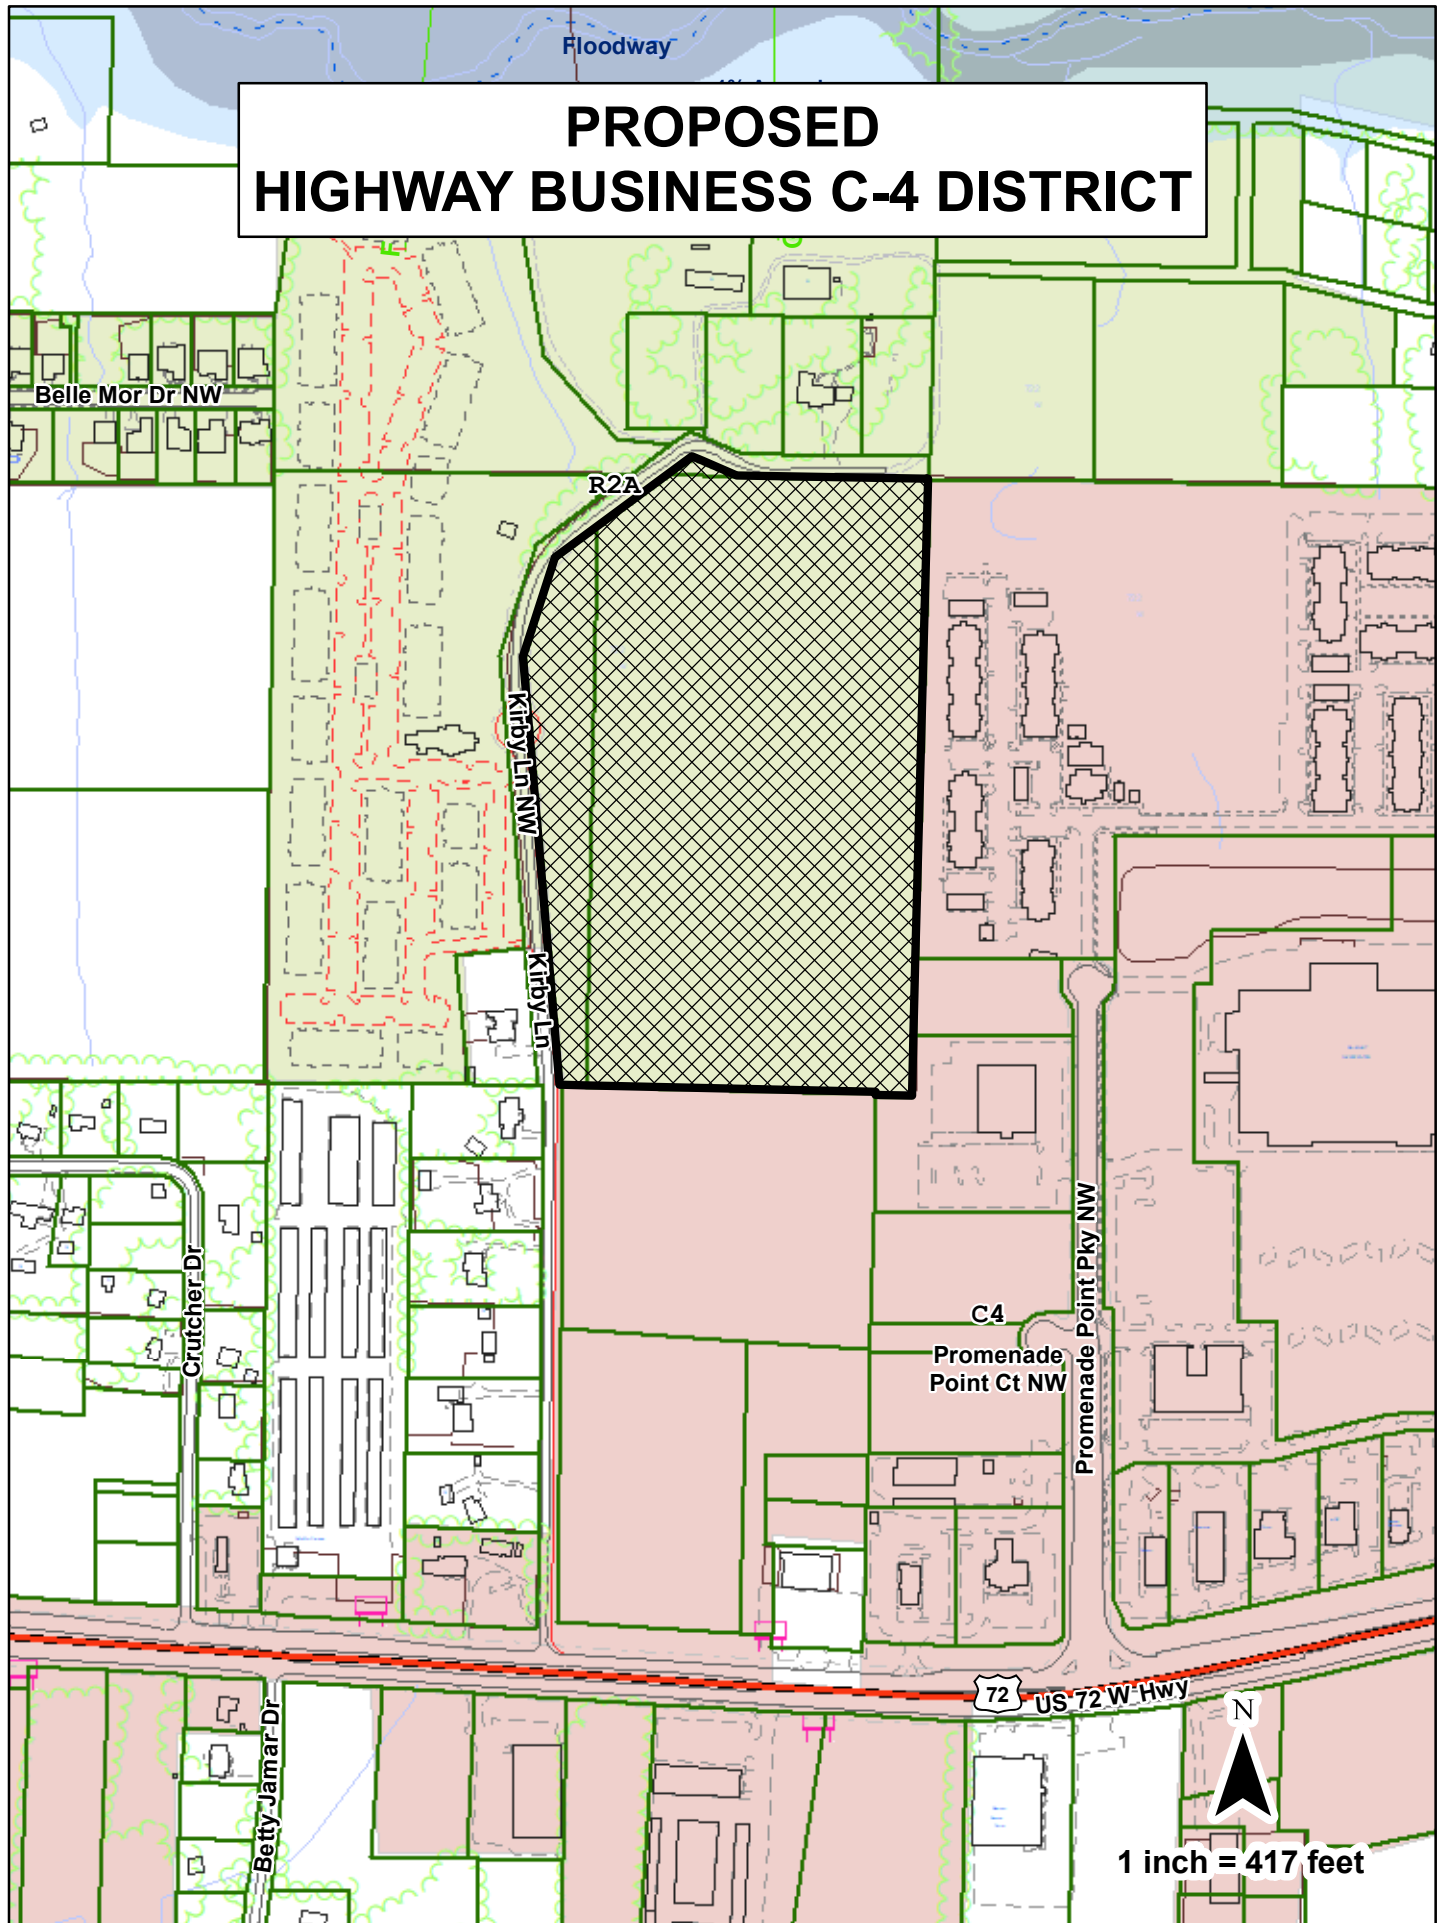 Floodway
PROPOSED
HIGHWAY BUSINESS C-4 DISTRICT
Belle Mor Dr NW
R2A
Kirby Ln NW
Kirby Ln
Crutcher Dr
Promenade Point Pky NW
C4
Promenade
Point Ct NW
72
US 72 W Hwy
Betty Jamar Dr
N
1 inch = 417 feet